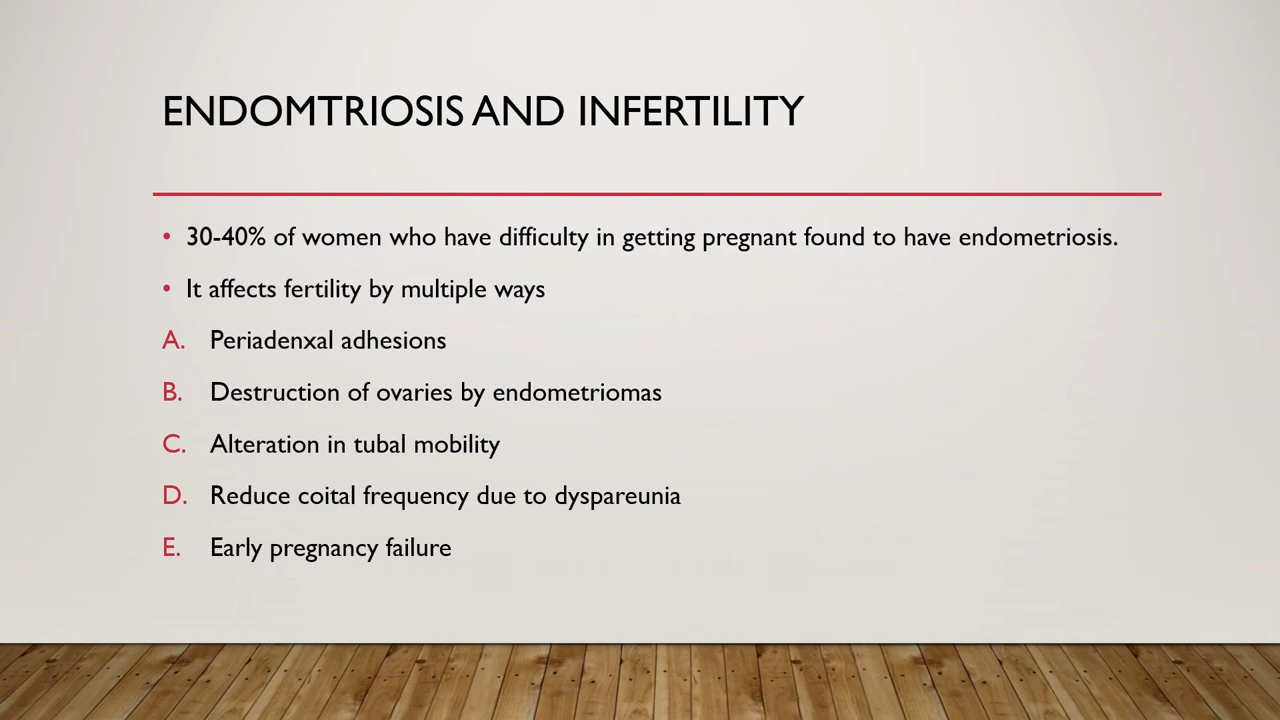 ENDOMTRIOSIS AND INFERTILITY
• 30-40% of women who have difficulty in getting pregnant found to have endometriosis.
• It affects fertility by multiple ways
A. Periadenxal adhesions
B. Destruction of ovaries by endometriomas
C. Alteration in tubal mobility
D. Reduce coital frequency due to dyspareunia
E. Early pregnancy failure